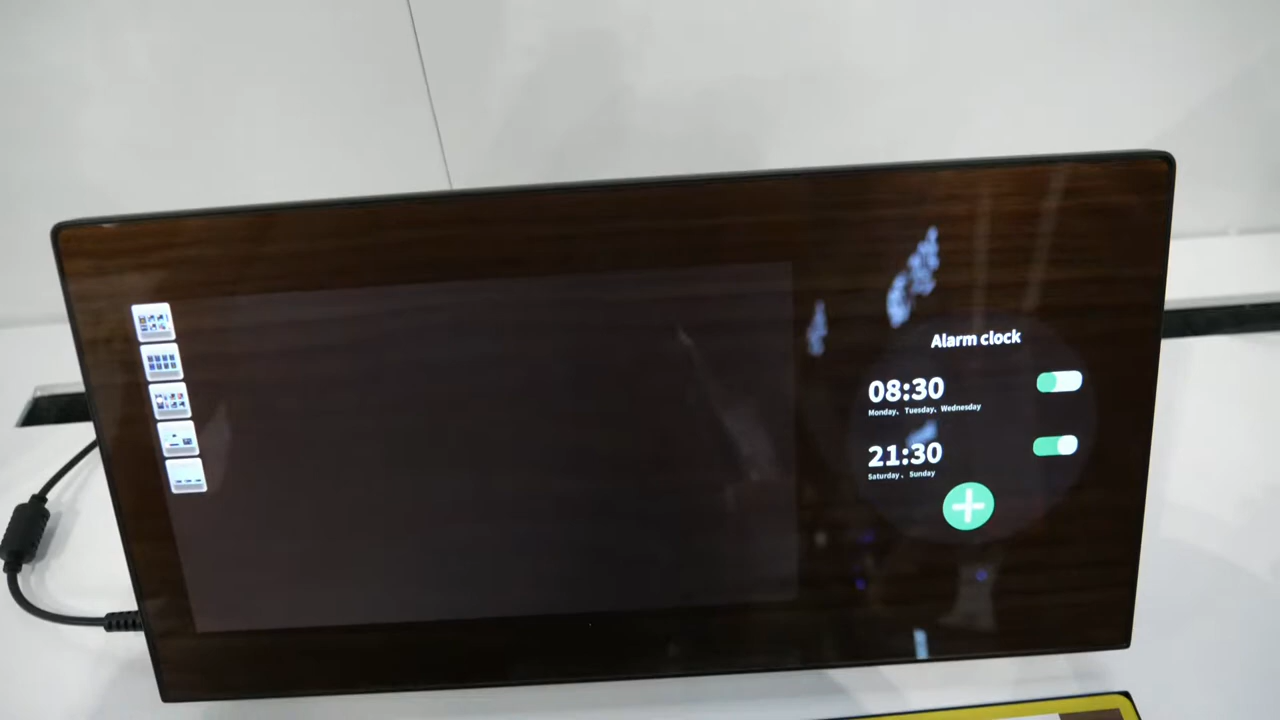 Alarm clock
08:30
Monday、Tuesday、Wednesday
21:30
Saturday、Sunday